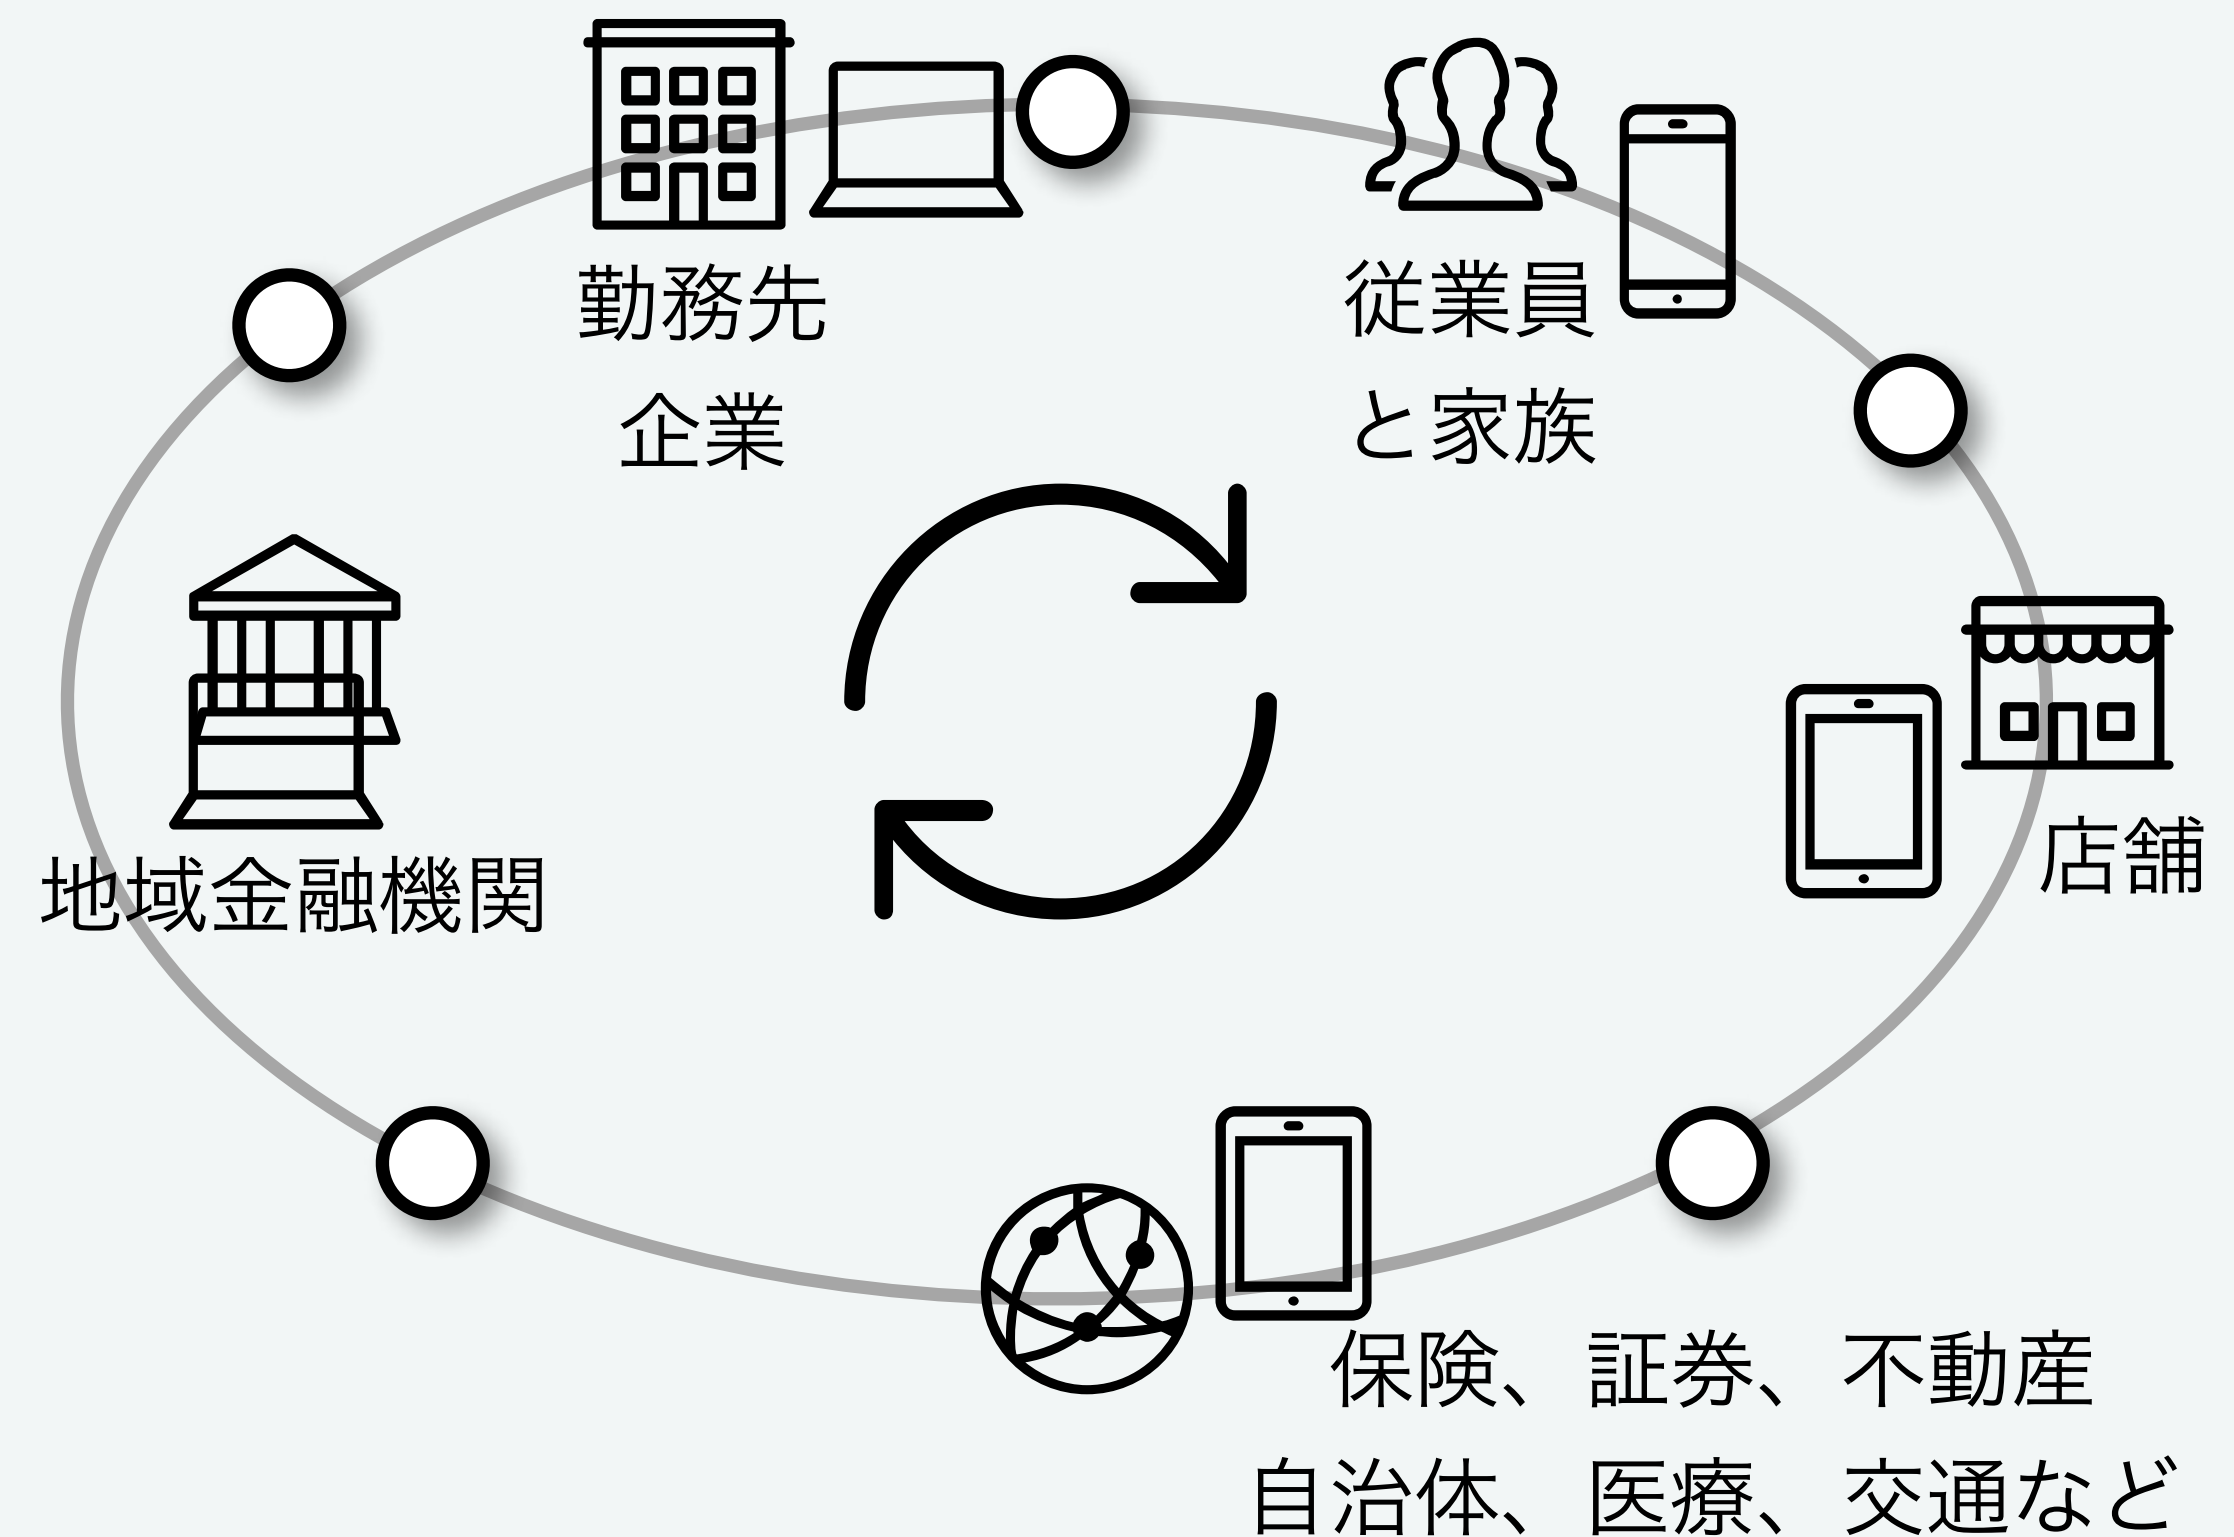 勤務先
企業
従業員
と家族
地域金融機関
店舗
保険、証券、不動産
自治体、医療、交通など